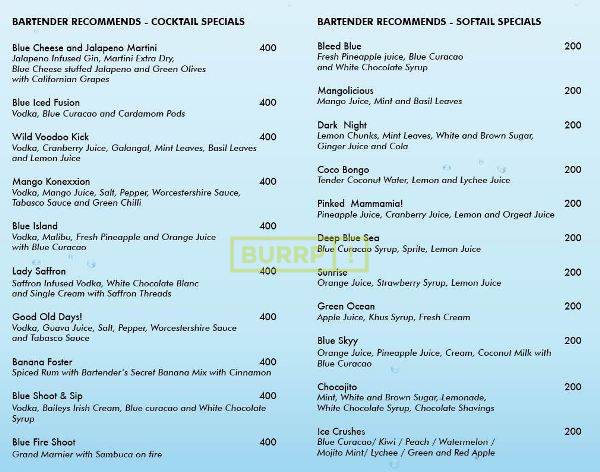 BARTENDER RECOMMENDS - COCKTAIL SPECIALS
Blue Cheese and Jalapeno Martini 400
Jalapeno Infused Gin, Martini Extra Dry,
Blue Cheese stuffed Jalapeno and Green Olives
with Californian Grapes
Blue Iced Fusion 400
Vodka, Blue Curacao and Cardamom Pods
Wild Voodoo Kick 400
Vodka, Cranberry Juice, Galangal, Mint Leaves, Basil Leaves
and Lemon Juice
Mango Konexxion 400
Vodka, Mango Juice, Salt, Pepper, Worcestershire Sauce,
Tabasco Sauce and Green Chilli
Blue Island 400
Vodka, Malibu, Fresh Pineapple and Orange Juice
with Blue Curacao
Lady Saffron 400
Saffron Infused Vodka, White Chocolate Blanc
and Single Cream with Saffron Threads
Good Old Days! 400
Vodka, Guava Juice, Salt, Pepper, Worcestershire Sauce
and Tabasco Sauce
Banana Foster 400
Spiced Rum with Bartender's Secret Banana Mix with Cinnamon
Blue Shoot & Sip 400
Vodka, Baileys Irish Cream, Blue curacao and White Chocolate
Syrup
Blue Fire Shoot 400
Grand Marnier with Sambuca on fire
BARTENDER RECOMMENDS - SOFTAIL SPECIALS
Bleed Blue 200
Fresh Pineapple juice, Blue Curacao
and White Chocolate Syrup
Mangolicious 200
Mango Juice, Mint and Basil Leaves
Dark Night 200
Lemon Chunks, Mint Leaves, White and Brown Sugar,
Ginger Juice and Cola
Coco Bongo 200
Tender Coconut Water, Lemon and Lychee Juice
Pinked Mammamia! 200
Pineapple Juice, Cranberry Juice, Lemon and Orgeat Juice
Deep Blue Sea 200
Blue Curacao Syrup, Sprite, Lemon Juice
Sunrise 200
Orange Juice, Strawberry Syrup, Lemon Juice
Green Ocean 200
Apple Juice, Khus Syrup, Fresh Cream
Blue Skyy 200
Orange Juice, Pineapple Juice, Cream, Coconut Milk with
Blue Curacao
Chocojito 200
Mint, White and Brown Sugar, Lemonade,
White Chocolate Syrup, Chocolate Shavings
Ice Crushes 200
Blue Curacao/ Kiwi / Peach / Watermelon /
Mojito Mint/ Lychee / Green and Red Apple
BURRP!